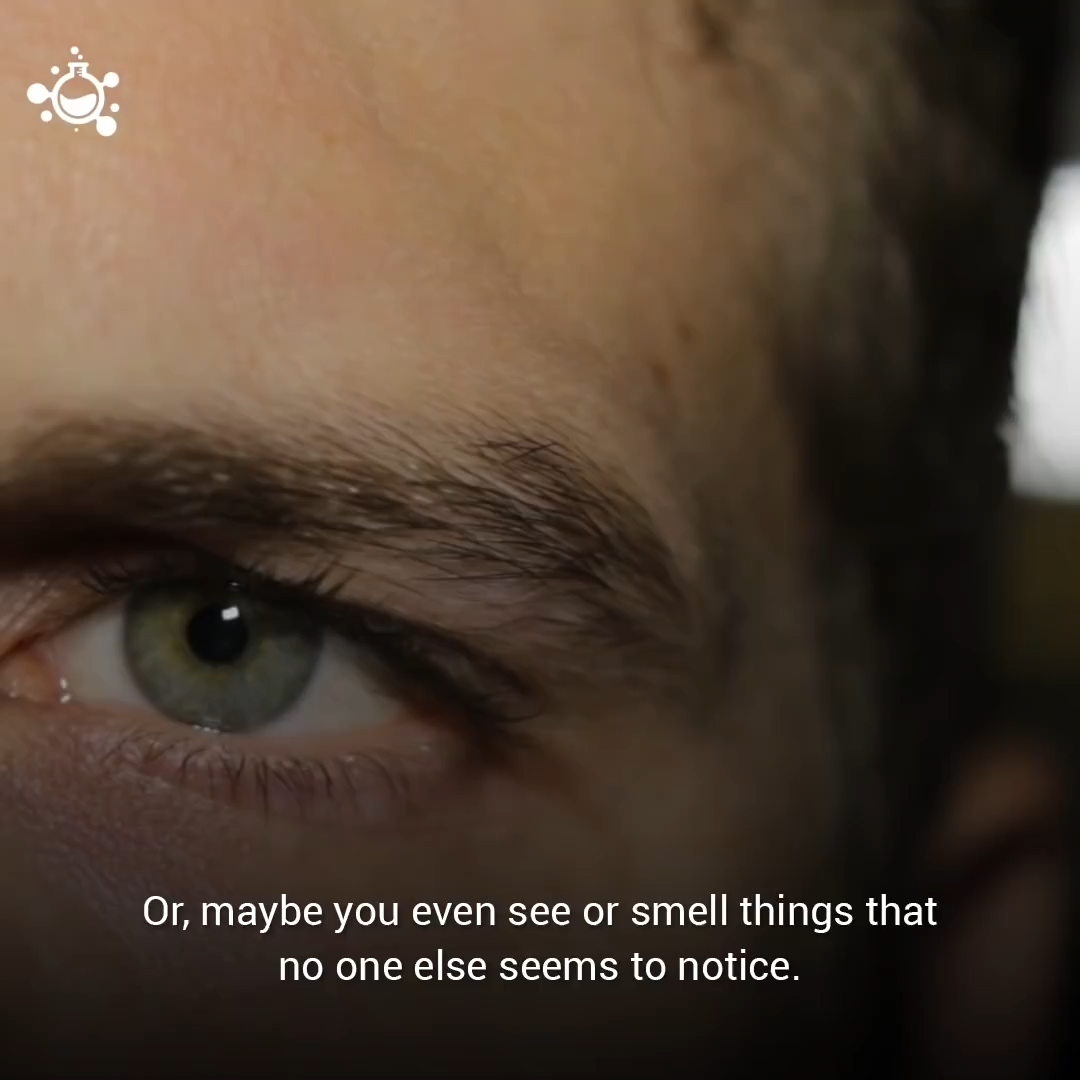 Or, maybe you even see or smell things that
no one else seems to notice.